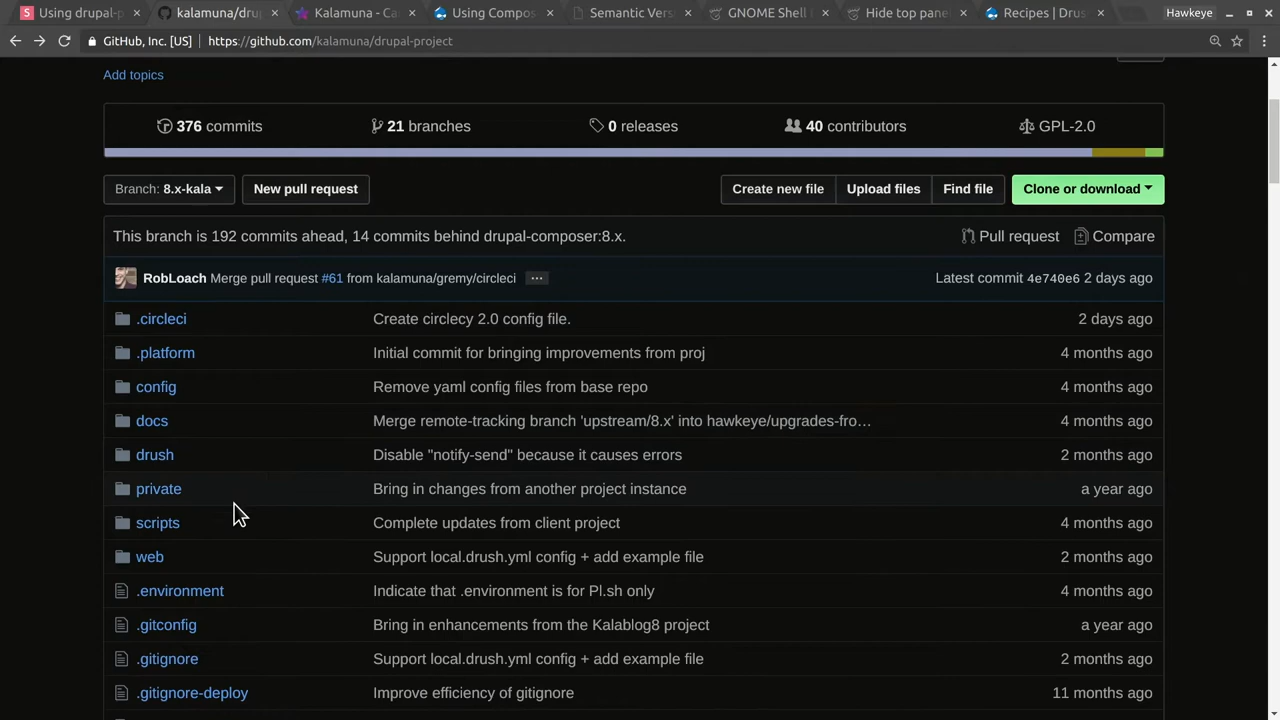 Using drupal-p
kalamuna/drup
Kalamuna - Ca
Using Compos
Semantic Vers
GNOME Shell
Hide top pane
Recipes | Drus
Hawkeye
GitHub, Inc. [US] https://github.com/kalamuna/drupal-project
Add topics
376 commits 21 branches 0 releases 40 contributors GPL-2.0
Branch: 8.x-kala New pull request Create new file Upload files Find file Clone or download
This branch is 192 commits ahead, 14 commits behind drupal-composer:8.x. Pull request Compare
RobLoach Merge pull request #61 from kalamuna/gremy/circleci ... Latest commit 4e740e6 2 days ago
.circleci Create circlecy 2.0 config file. 2 days ago
.platform Initial commit for bringing improvements from proj 4 months ago
config Remove yaml config files from base repo 4 months ago
docs Merge remote-tracking branch 'upstream/8.x' into hawkeye/upgrades-fro… 4 months ago
drush Disable "notify-send" because it causes errors 2 months ago
private Bring in changes from another project instance a year ago
scripts Complete updates from client project 4 months ago
web Support local.drush.yml config + add example file 2 months ago
.environment Indicate that .environment is for Pl.sh only 4 months ago
.gitconfig Bring in enhancements from the Kalablog8 project a year ago
.gitignore Support local.drush.yml config + add example file 2 months ago
.gitignore-deploy Improve efficiency of gitignore 11 months ago